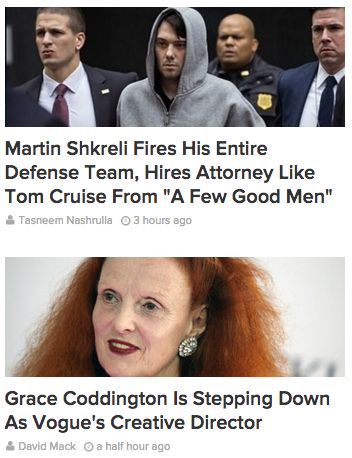 Martin Shkreli Fires His Entire
Defense Team, Hires Attorney Like
Tom Cruise From "A Few Good Men"
Tasneem Nashrulla 3 hours ago
Grace Coddington Is Stepping Down
As Vogue's Creative Director
David Mack a half hour ago